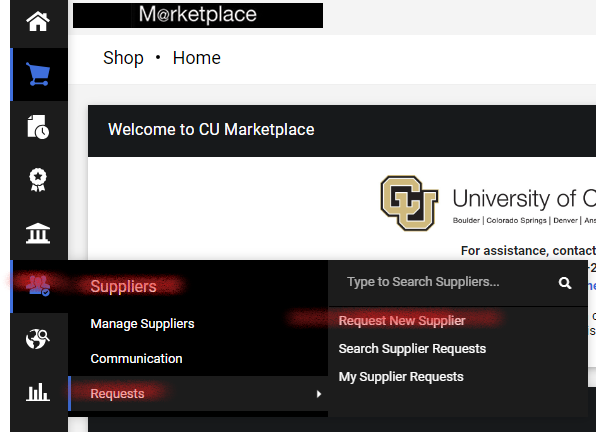 M@rketplace
Shop • Home
Welcome to CU Marketplace
CU
University of C
Boulder | Colorado Springs | Denver | Ans
For assistance, contact
Suppliers
Type to Search Suppliers...
Manage Suppliers
Request New Supplier
Communication
Search Supplier Requests
Requests
My Supplier Requests